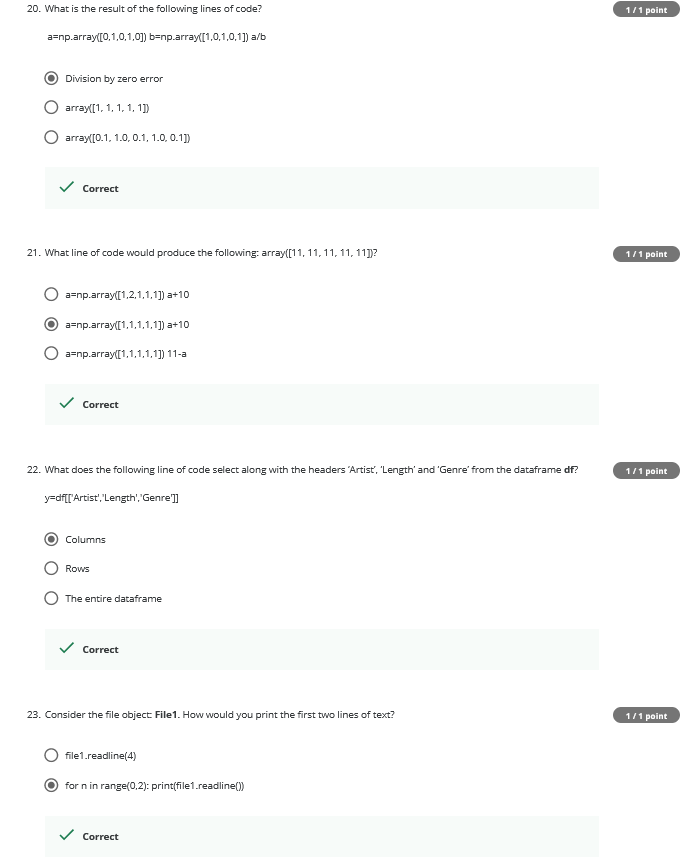 20. What is the result of the following lines of code?
1 / 1 point
a=np.array([0,1,0,1,0]) b=np.array([1,0,1,0,1]) a/b
Division by zero error
array([1, 1, 1, 1, 1])
array([0.1, 1.0, 0.1, 1.0, 0.1])
Correct
21. What line of code would produce the following: array([11, 11, 11, 11, 11])?
1 / 1 point
a=np.array([1,2,1,1,1]) a+10
a=np.array([1,1,1,1,1]) a+10
a=np.array([1,1,1,1,1]) 11-a
Correct
22. What does the following line of code select along with the headers 'Artist', 'Length' and 'Genre' from the dataframe df?
1 / 1 point
y=df[['Artist','Length','Genre']]
Columns
Rows
The entire dataframe
Correct
23. Consider the file object: File1. How would you print the first two lines of text?
1 / 1 point
file1.readline(4)
for n in range(0,2): print(file1.readline())
Correct